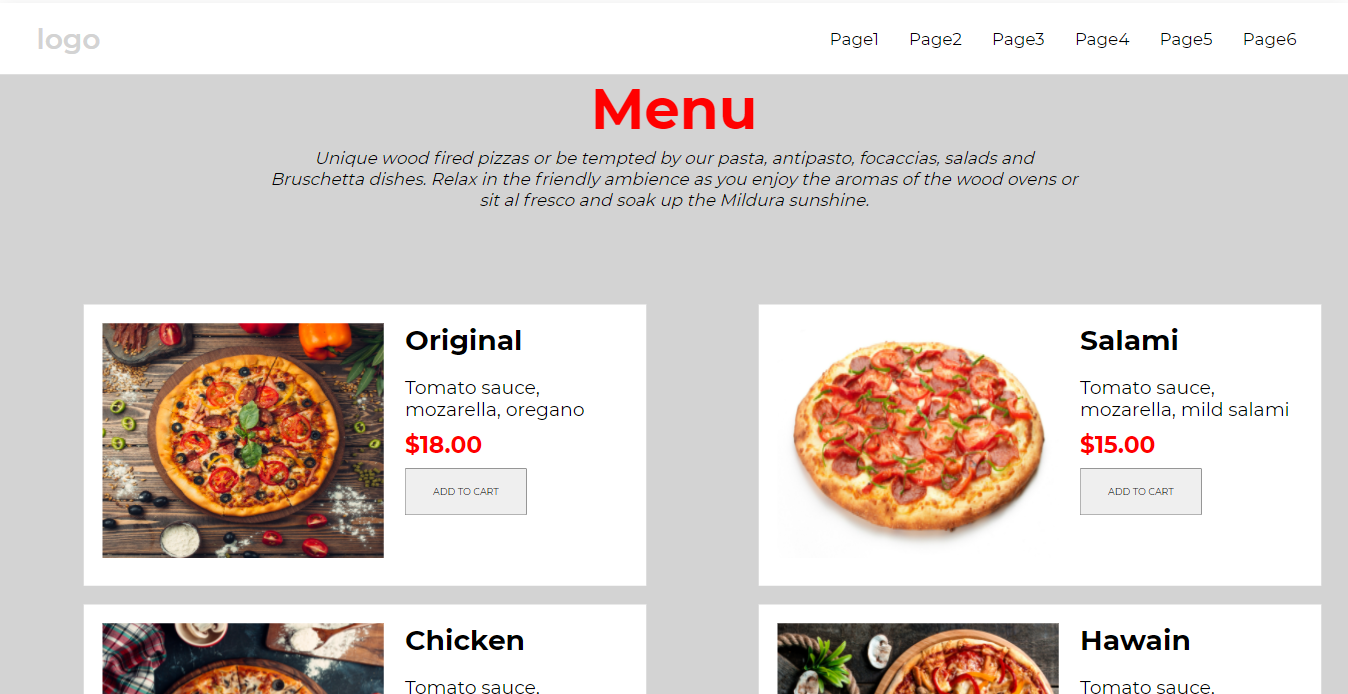 logo
Page1 Page2 Page3 Page4 Page5 Page6
Menu
Unique wood fired pizzas or be tempted by our pasta, antipasto, focaccias, salads and
Bruschetta dishes. Relax in the friendly ambience as you enjoy the aromas of the wood ovens or
sit al fresco and soak up the Mildura sunshine.
Original
Tomato sauce,
mozarella, oregano
$18.00
ADD TO CART
Salami
Tomato sauce,
mozarella, mild salami
$15.00
ADD TO CART
Chicken
Tomato sauce,
Hawain
Tomato sauce,